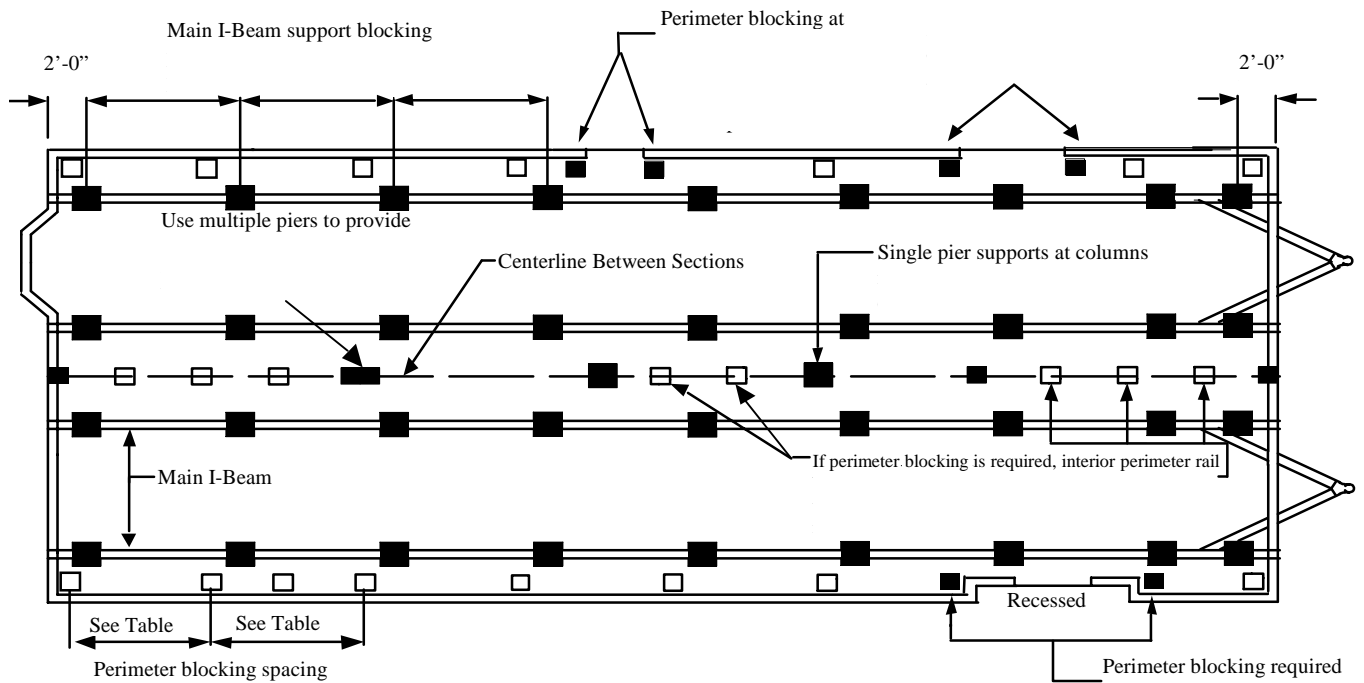 Perimeter blocking at
Main I-Beam support blocking
2’-0”
2’-0”
Use multiple piers to provide
Single pier supports at columns
Centerline Between Sections
If perimeter blocking is required, interior perimeter rail
Main I-Beam
Recessed
See Table
See Table
Perimeter blocking spacing
Perimeter blocking required